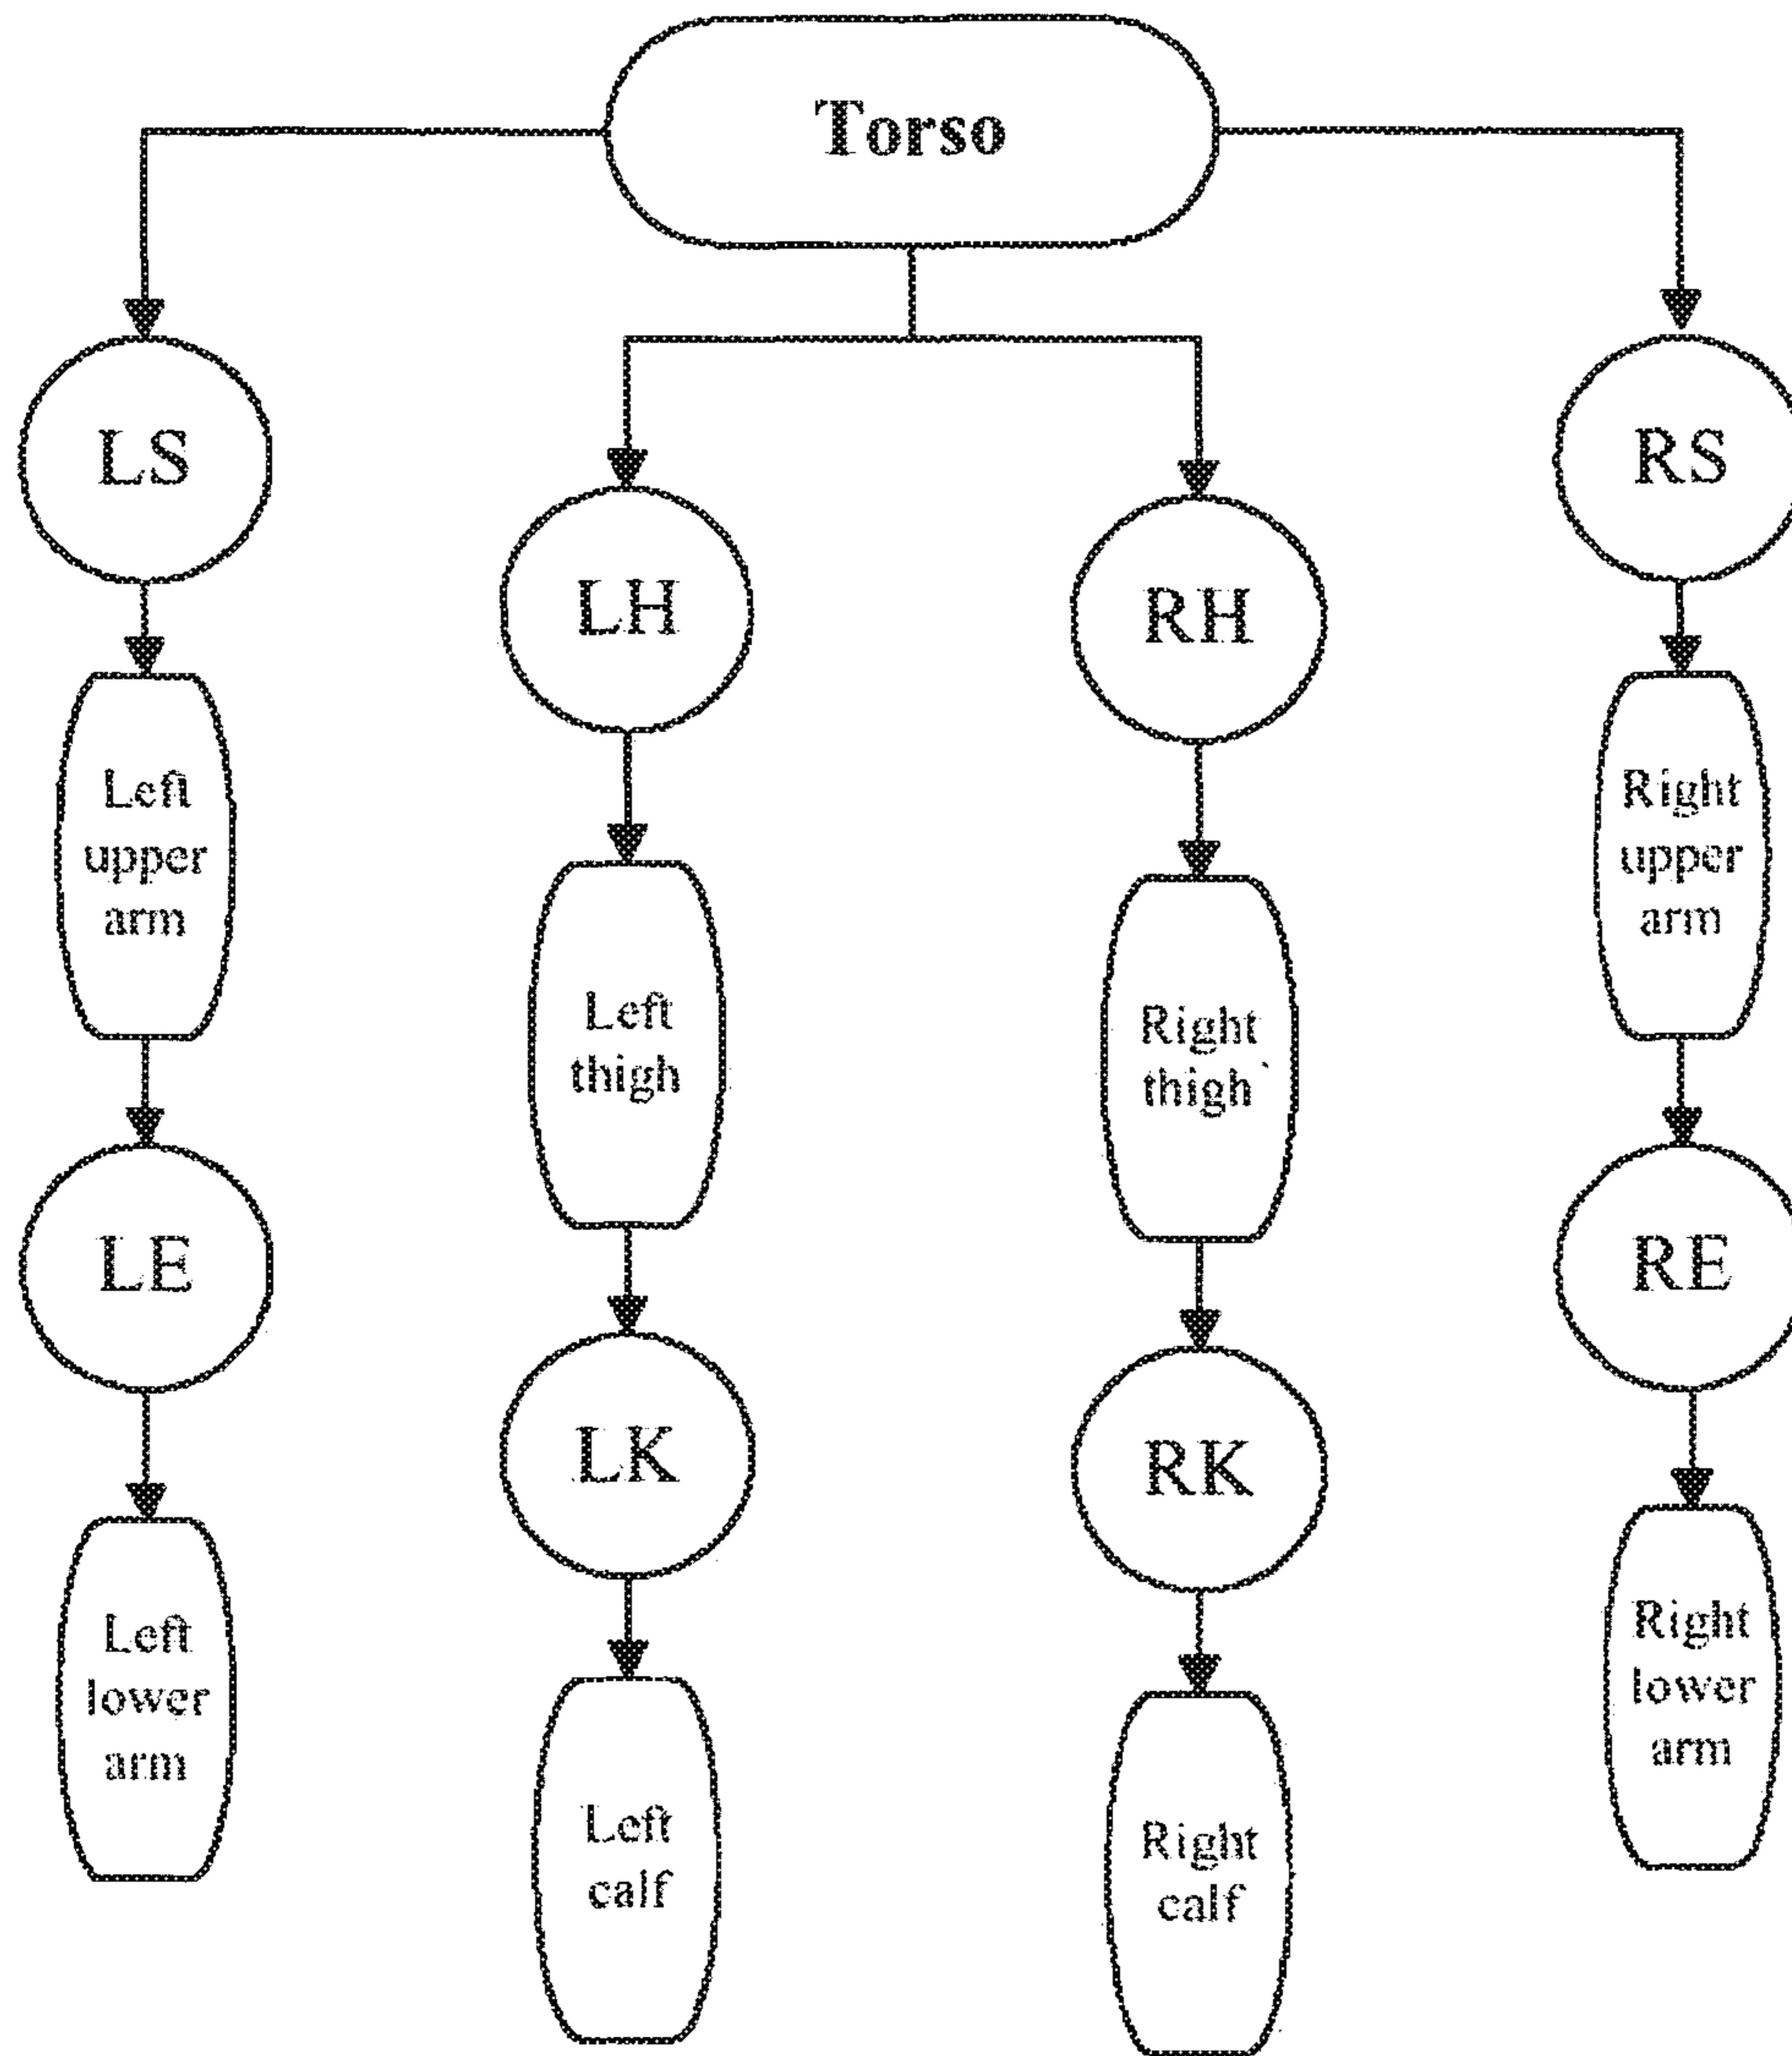 Torso
LS
RS
LH
RH
Left
upper
arm
Right
upper
arm
Left
thigh
Right
thigh
LE
RE
LK
RK
Left
lower
arm
Right
lower
arm
Left
calf
Right
calf